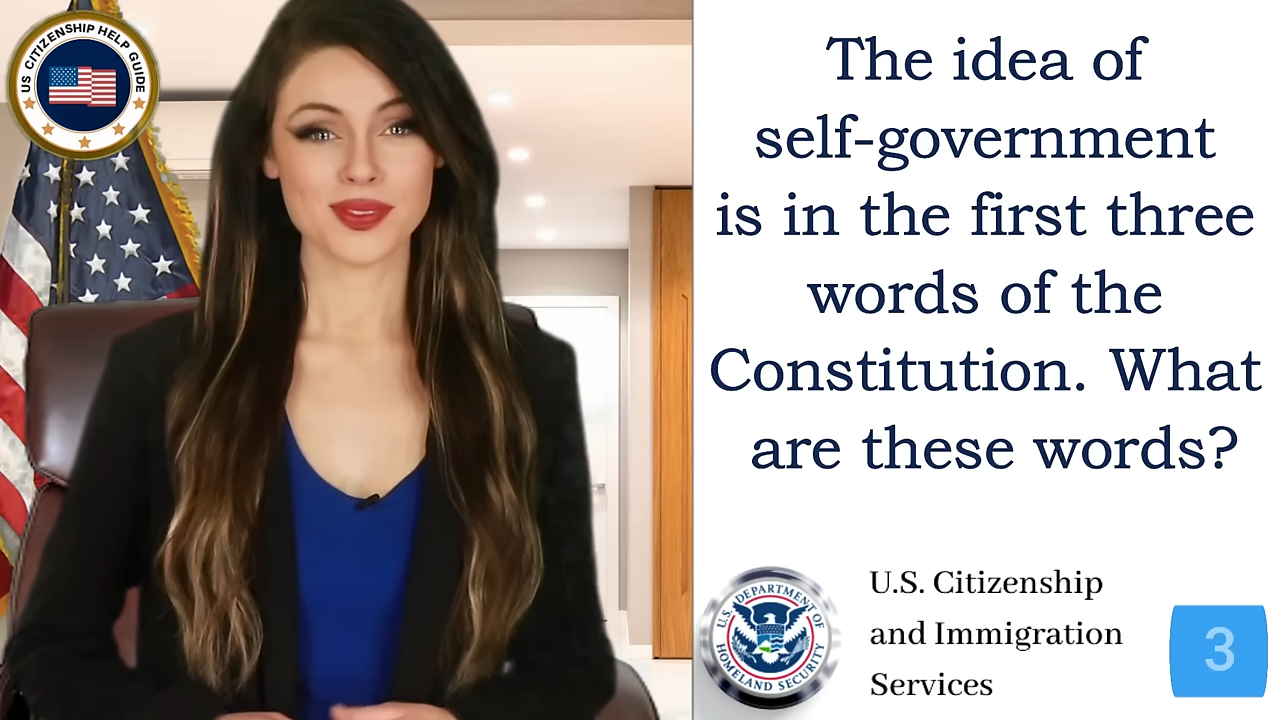 US CITIZENSHIP HELP GUIDE
The idea of
self-government
is in the first three
words of the
Constitution. What
are these words?
U.S. DEPARTMENT OF
HOMELAND SECURITY
U.S. Citizenship
and Immigration
Services
3